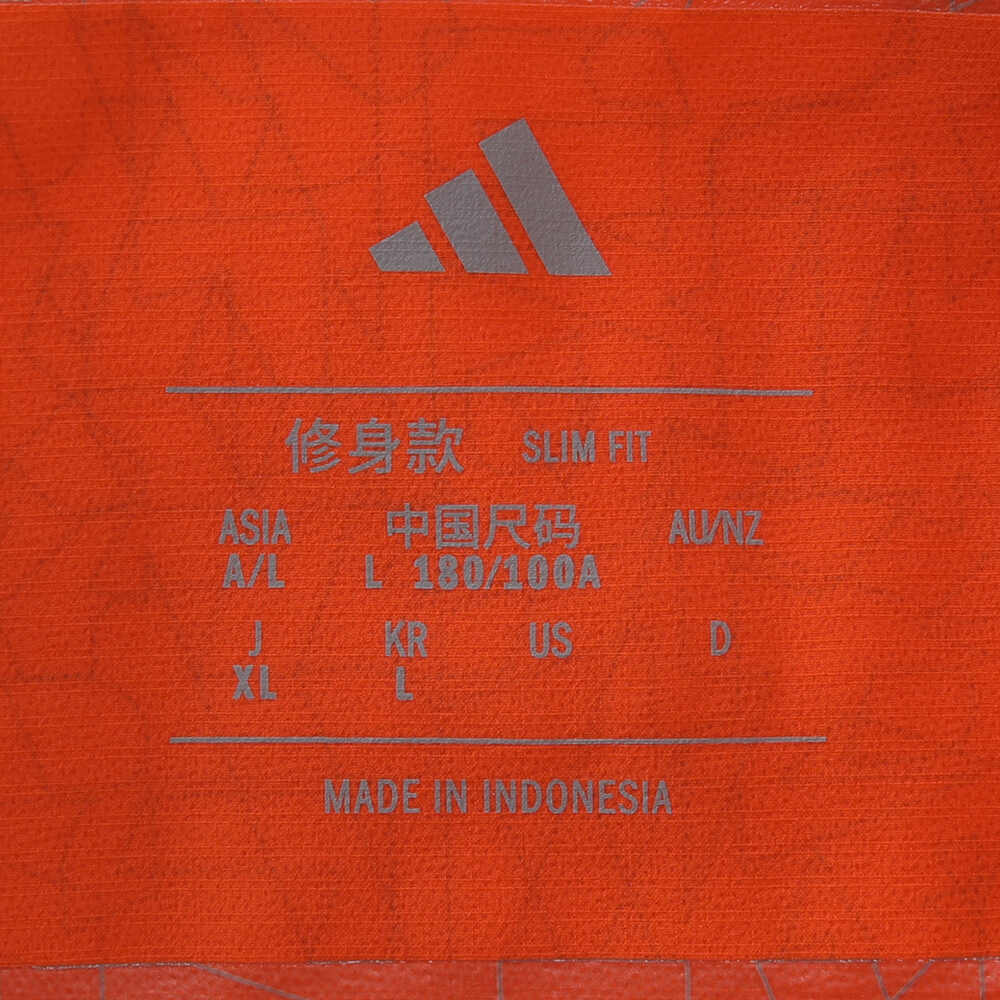 修身款 SLIM FIT
ASIA 中国尺码 AU/NZ
A/L L 180/100A
J KR US D
XL L
MADE IN INDONESIA